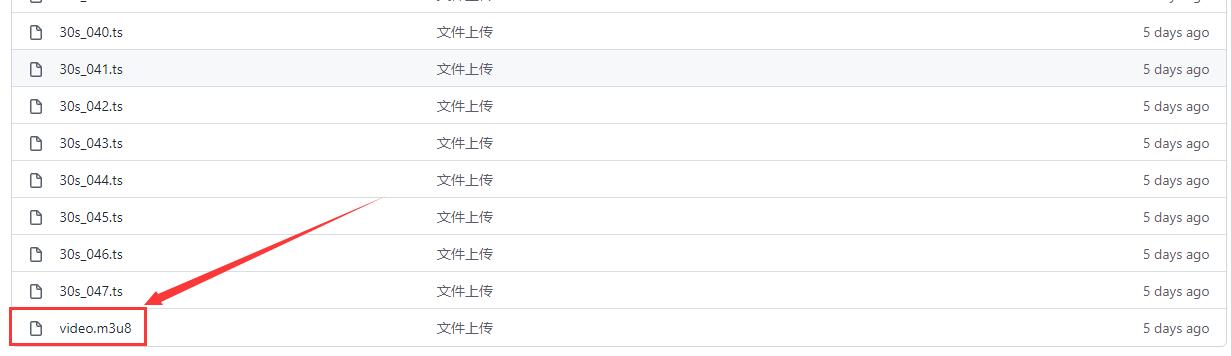 30s_040.ts 文件上传 5 days ago
30s_041.ts 文件上传 5 days ago
30s_042.ts 文件上传 5 days ago
30s_043.ts 文件上传 5 days ago
30s_044.ts 文件上传 5 days ago
30s_045.ts 文件上传 5 days ago
30s_046.ts 文件上传 5 days ago
30s_047.ts 文件上传 5 days ago
video.m3u8 文件上传 5 days ago